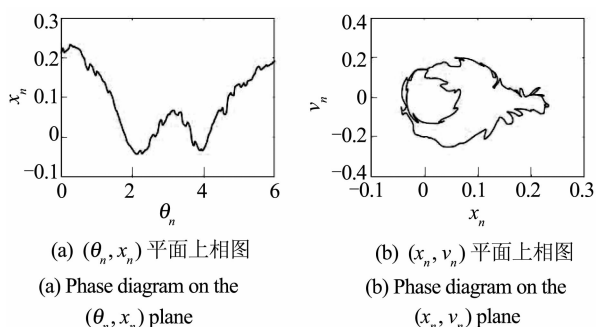 0.3
0.2
0.1
0
−0.1
x_n
0 2 4 6
θ_n
0.4
0.2
0
−0.2
−0.4
v_n
−0.1 0 0.1 0.2 0.3
x_n
(a) (θ_n, x_n) 平面上相图
(a) Phase diagram on the
(θ_n, x_n) plane
(b) (x_n, v_n) 平面上相图
(b) Phase diagram on the
(x_n, v_n) plane